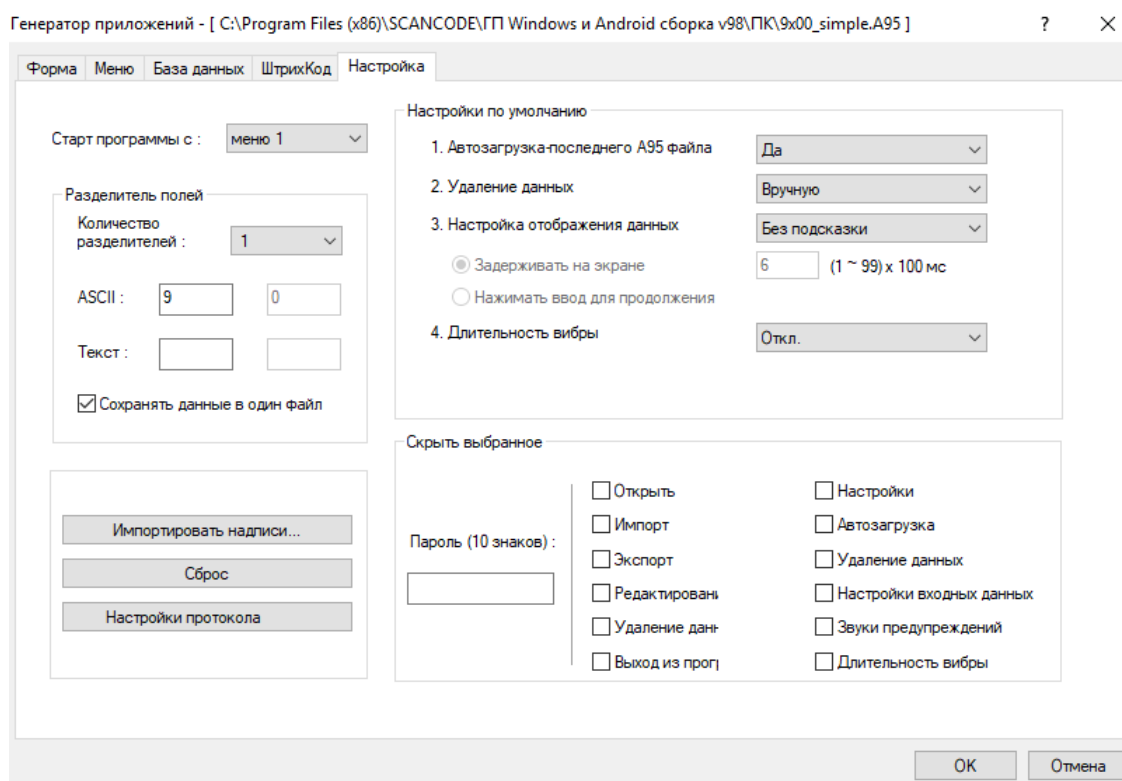 Генератор приложений - [ C:\Program Files (x86)\SCANCODE\ГП Windows и Android сборка v98\ПК\9x00_simple.A95 ]
?
Форма Меню База данных ШтрихКод Настройка
Старт программы с :
меню 1
Разделитель полей
Количество
разделителей :
1
ASCII :
9
0
Текст :
Сохранять данные в один файл
Импортировать надписи...
Сброс
Настройки протокола
Настройки по умолчанию
1. Автозагрузка-последнего А95 файла
Да
2. Удаление данных
Вручную
3. Настройка отображения данных
Без подсказки
Задерживать на экране
6
(1 ~ 99) x 100 мс
Нажимать ввод для продолжения
4. Длительность вибры
Откл.
Скрыть выбранное
Пароль (10 знаков) :
Открыть
Импорт
Экспорт
Редактировани
Удаление данн
Выход из прогр
Настройки
Автозагрузка
Удаление данных
Настройки входных данных
Звуки предупреждений
Длительность вибры
OK
Отмена